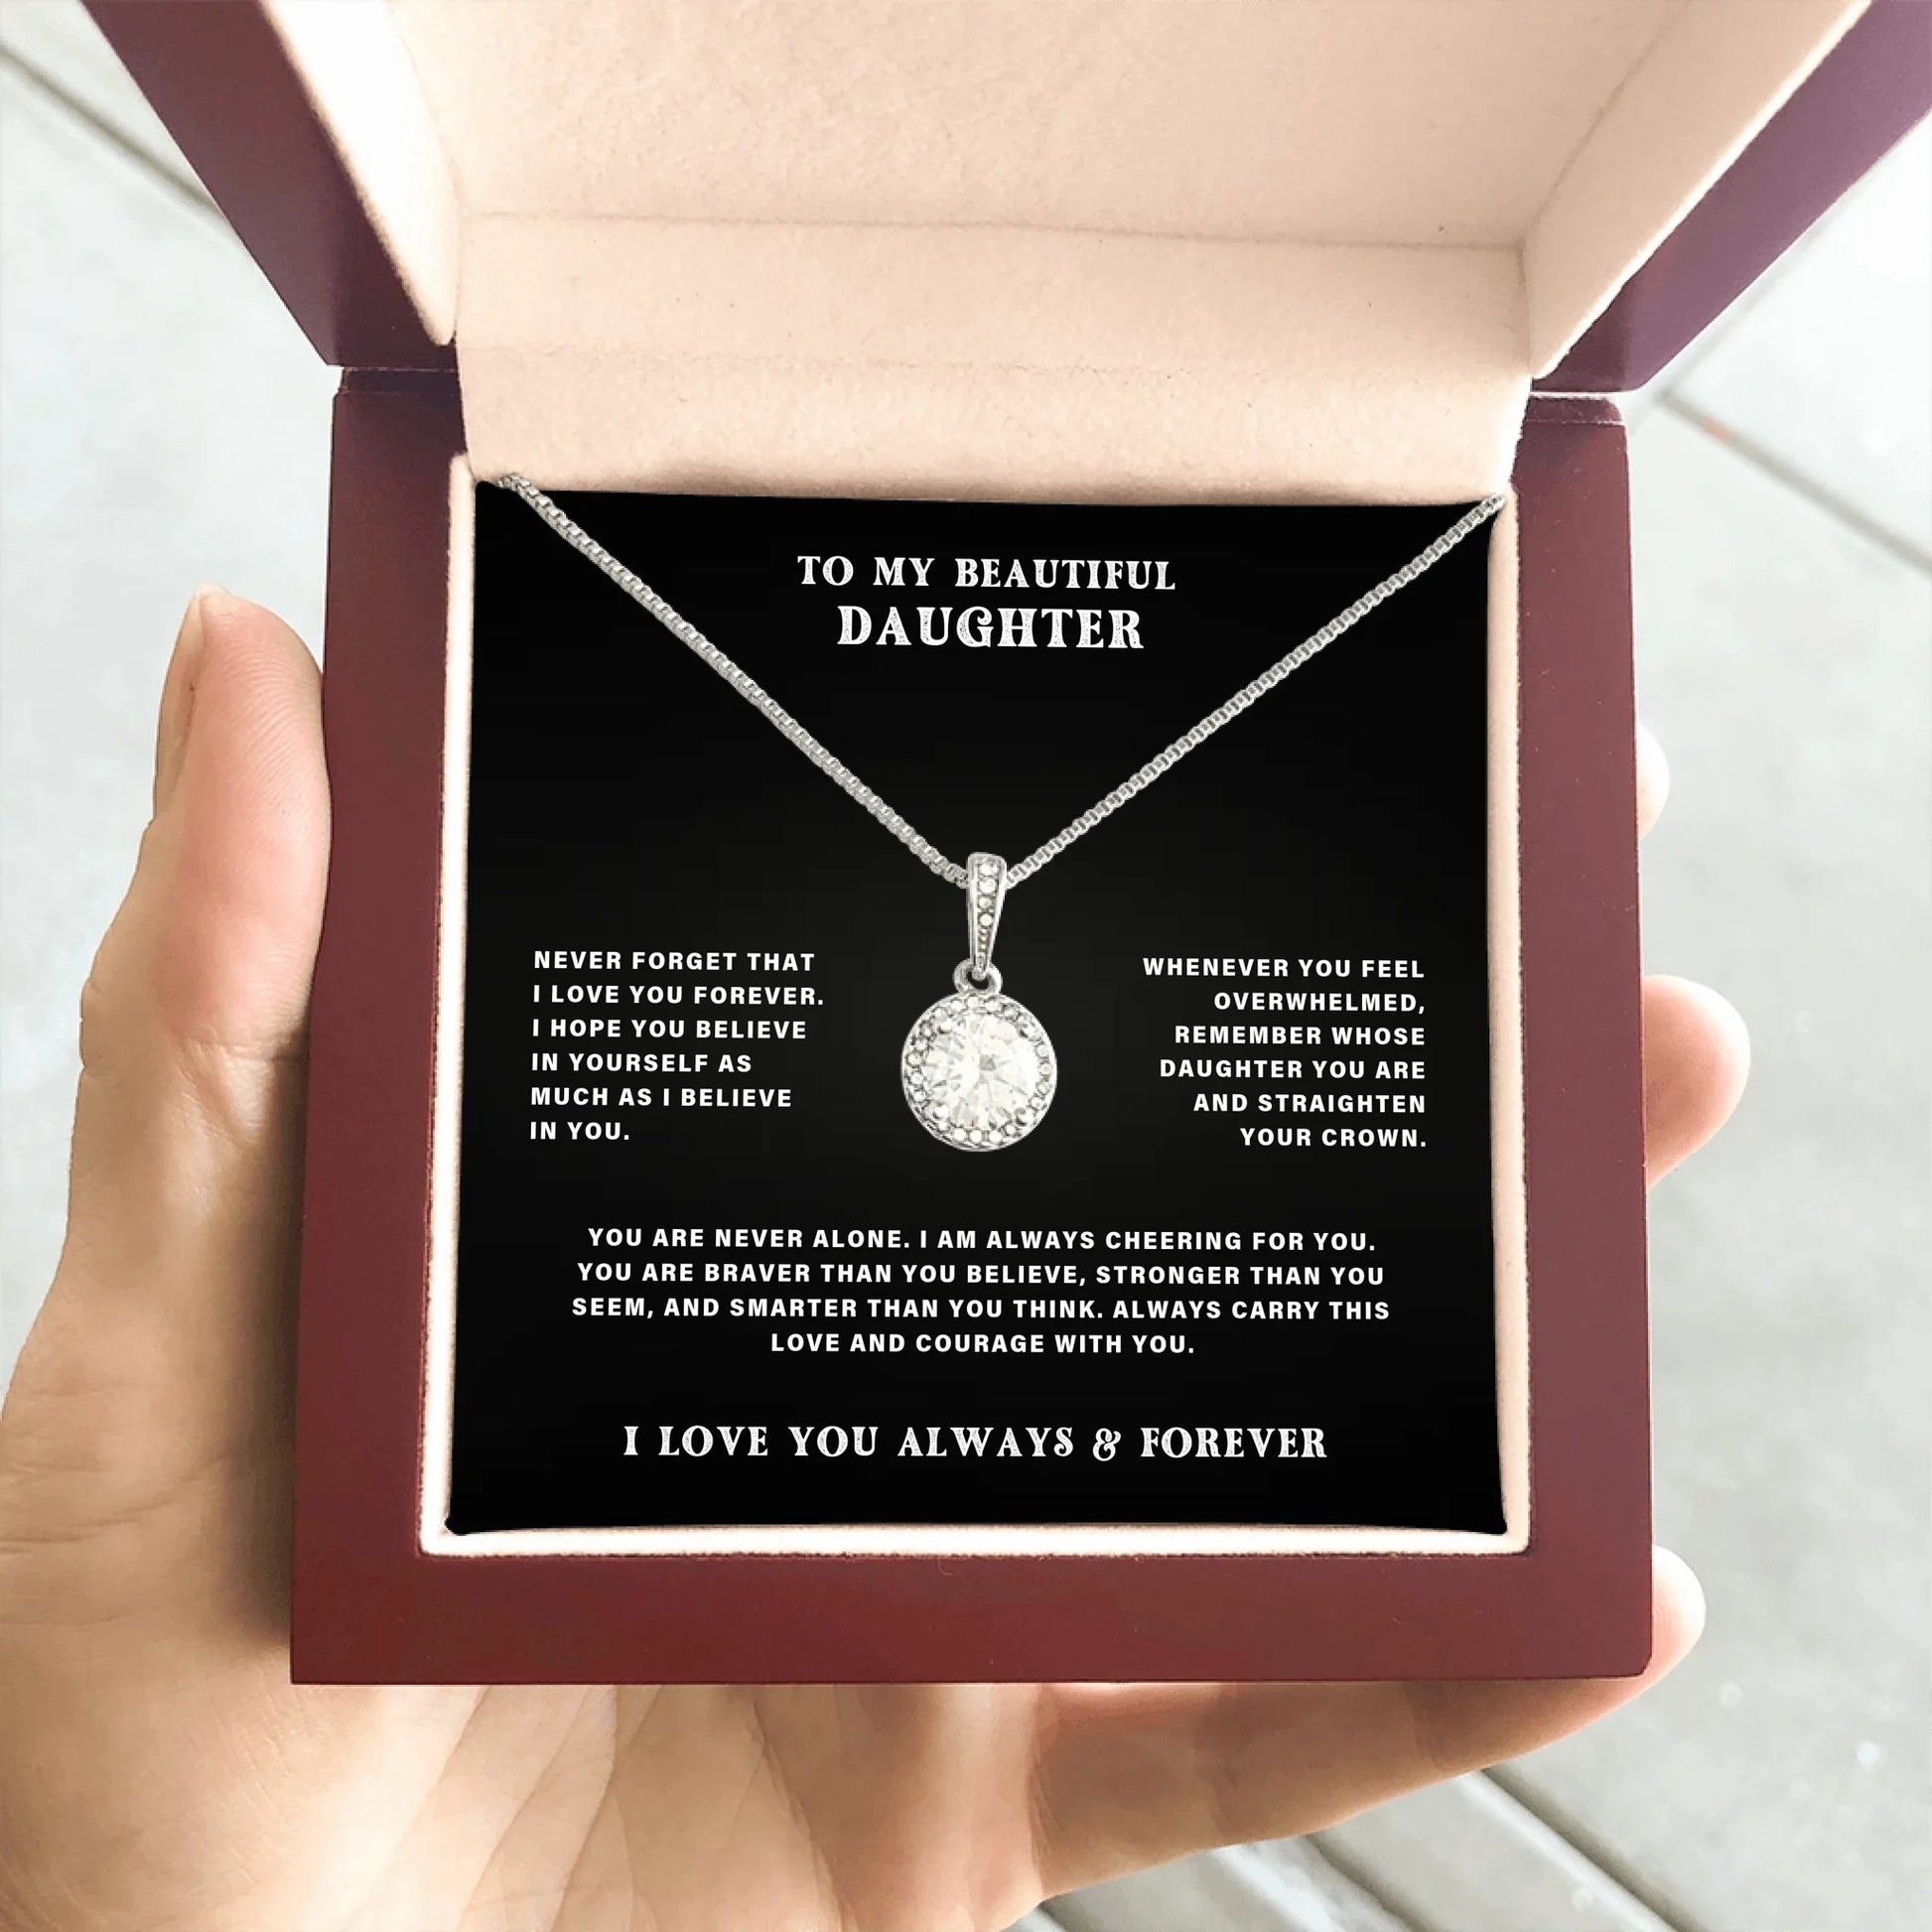 TO MY BEAUTIFUL
DAUGHTER
NEVER FORGET THAT
I LOVE YOU FOREVER.
I HOPE YOU BELIEVE
IN YOURSELF AS
MUCH AS I BELIEVE
IN YOU.
WHENEVER YOU FEEL
OVERWHELMED,
REMEMBER WHOSE
DAUGHTER YOU ARE
AND STRAIGHTEN
YOUR CROWN.
YOU ARE NEVER ALONE. I AM ALWAYS CHEERING FOR YOU.
YOU ARE BRAVER THAN YOU BELIEVE, STRONGER THAN YOU
SEEM, AND SMARTER THAN YOU THINK. ALWAYS CARRY THIS
LOVE AND COURAGE WITH YOU.
I LOVE YOU ALWAYS & FOREVER